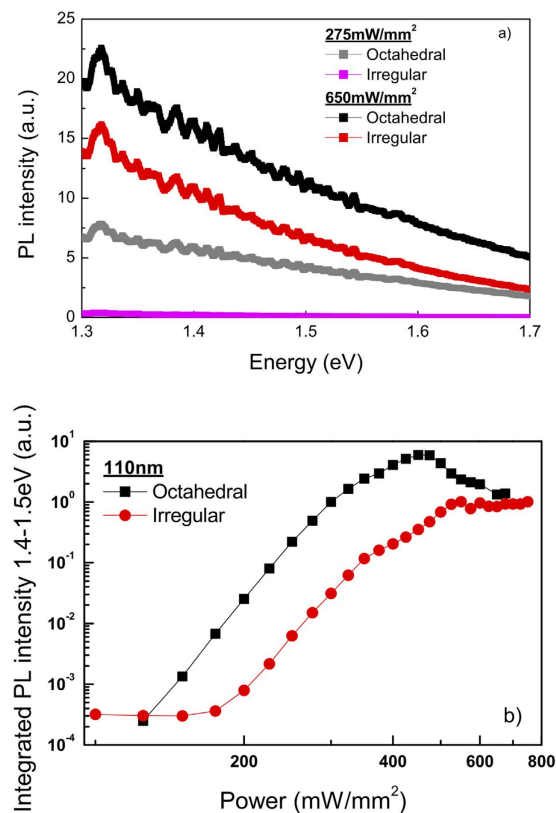 a)
275mW/mm²
Octahedral
Irregular
650mW/mm²
Octahedral
Irregular
PL intensity (a.u.)
25
20
15
10
5
0
1.3 1.4 1.5 1.6 1.7
Energy (eV)
Integrated PL intensity 1.4-1.5eV (a.u.)
10¹
10⁰
10⁻¹
10⁻²
10⁻³
10⁻⁴
110nm
Octahedral
Irregular
b)
200 400 600 800
Power (mW/mm²)